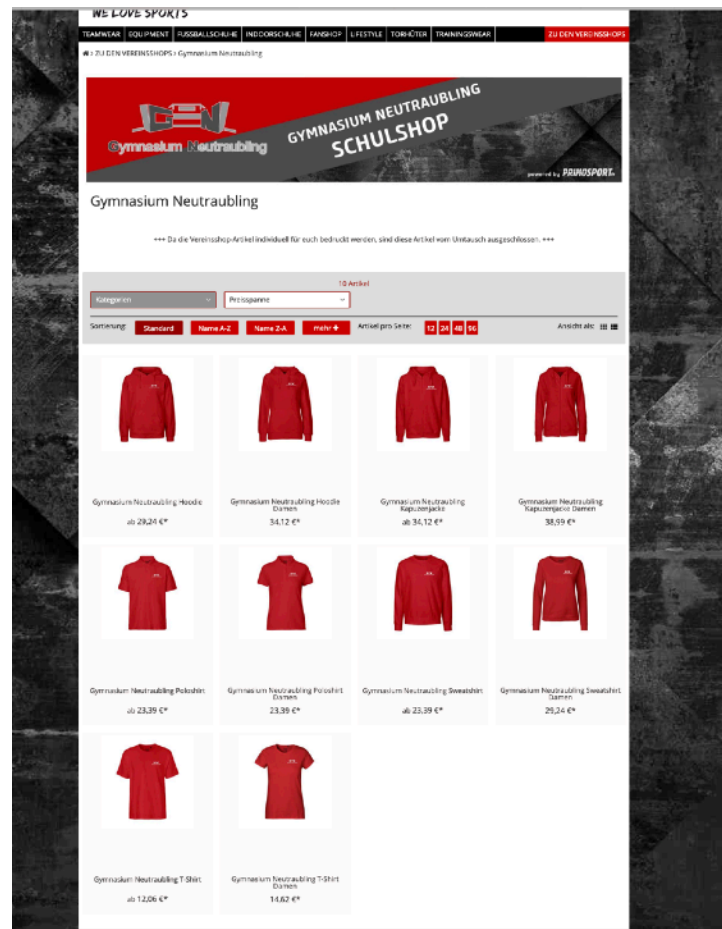 WE LOVE SPORTS
TEAMWEAR EQUIPMENT FUSSBALLSCHUHE INDOORSCHUHE FANSHOP LIFESTYLE TORHÜTER TRAININGSWEAR ZU DEN VEREINSSHOPS
› ZU DEN VEREINSSHOPS › Gymnasium Neutraubling
GEN
Gymnasium Neutraubling
GYMNASIUM NEUTRAUBLING
SCHULSHOP
powered by PRIMOSPORT.
Gymnasium Neutraubling
+++ Da die Vereinsshop-Artikel individuell für euch bedruckt werden, sind diese Artikel vom Umtausch ausgeschlossen. +++
10 Artikel
Kategorien Preisspanne
Sortierung: Standard Name A-Z Name Z-A mehr + Artikel pro Seite: 12 24 48 96 Ansicht als:
Gymnasium Neutraubling Hoodie
ab 29,24 €*
Gymnasium Neutraubling Hoodie
Damen
34,12 €*
Gymnasium Neutraubling
Kapuzenjacke
ab 34,12 €*
Gymnasium Neutraubling
Kapuzenjacke Damen
38,99 €*
Gymnasium Neutraubling Poloshirt
ab 23,39 €*
Gymnasium Neutraubling Poloshirt
Damen
23,39 €*
Gymnasium Neutraubling Sweatshirt
ab 23,39 €*
Gymnasium Neutraubling Sweatshirt
Damen
29,24 €*
Gymnasium Neutraubling T-Shirt
ab 12,06 €*
Gymnasium Neutraubling T-Shirt
Damen
14,62 €*